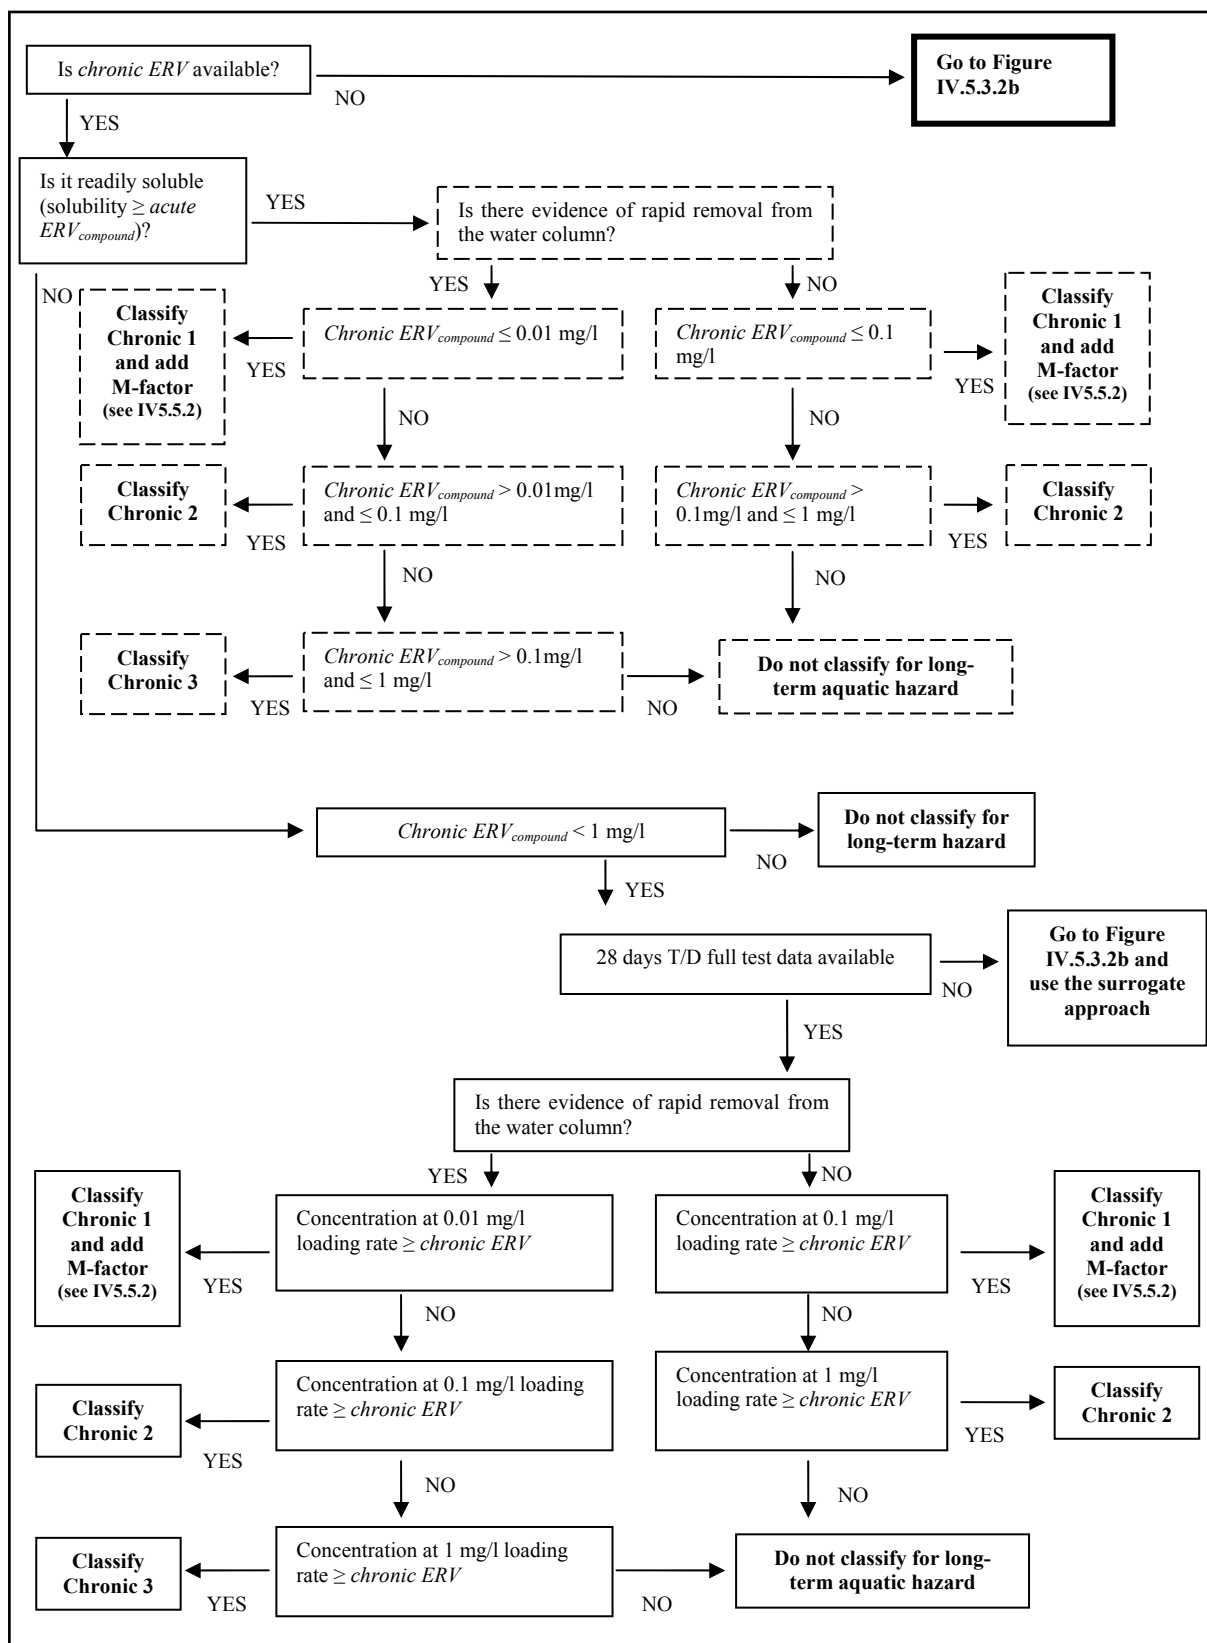 Is chronic ERV available?
NO
Go to Figure
IV.5.3.2b
YES
Is it readily soluble
(solubility ≥ acute
ERVcompound)?
YES
Is there evidence of rapid removal from
the water column?
NO
YES
NO
Classify
Chronic 1
and add
M-factor
(see IV5.5.2)
YES
Chronic ERVcompound ≤ 0.01 mg/l
Chronic ERVcompound ≤ 0.1
mg/l
YES
Classify
Chronic 1
and add
M-factor
(see IV5.5.2)
NO
NO
Classify
Chronic 2
YES
Chronic ERVcompound > 0.01mg/l
and ≤ 0.1 mg/l
Chronic ERVcompound >
0.1mg/l and ≤ 1 mg/l
YES
Classify
Chronic 2
NO
NO
Classify
Chronic 3
YES
Chronic ERVcompound > 0.1mg/l
and ≤ 1 mg/l
NO
Do not classify for long-
term aquatic hazard
Chronic ERVcompound < 1 mg/l
NO
Do not classify for
long-term hazard
YES
28 days T/D full test data available
NO
Go to Figure
IV.5.3.2b and
use the surrogate
approach
YES
Is there evidence of rapid removal from
the water column?
YES
NO
Classify
Chronic 1
and add
M-factor
(see IV5.5.2)
YES
Concentration at 0.01 mg/l
loading rate ≥ chronic ERV
Concentration at 0.1 mg/l
loading rate ≥ chronic ERV
YES
Classify
Chronic 1
and add
M-factor
(see IV5.5.2)
NO
NO
Classify
Chronic 2
YES
Concentration at 0.1 mg/l loading
rate ≥ chronic ERV
Concentration at 1 mg/l
loading rate ≥ chronic ERV
YES
Classify
Chronic 2
NO
NO
Classify
Chronic 3
YES
Concentration at 1 mg/l loading
rate ≥ chronic ERV
NO
Do not classify for long-
term aquatic hazard